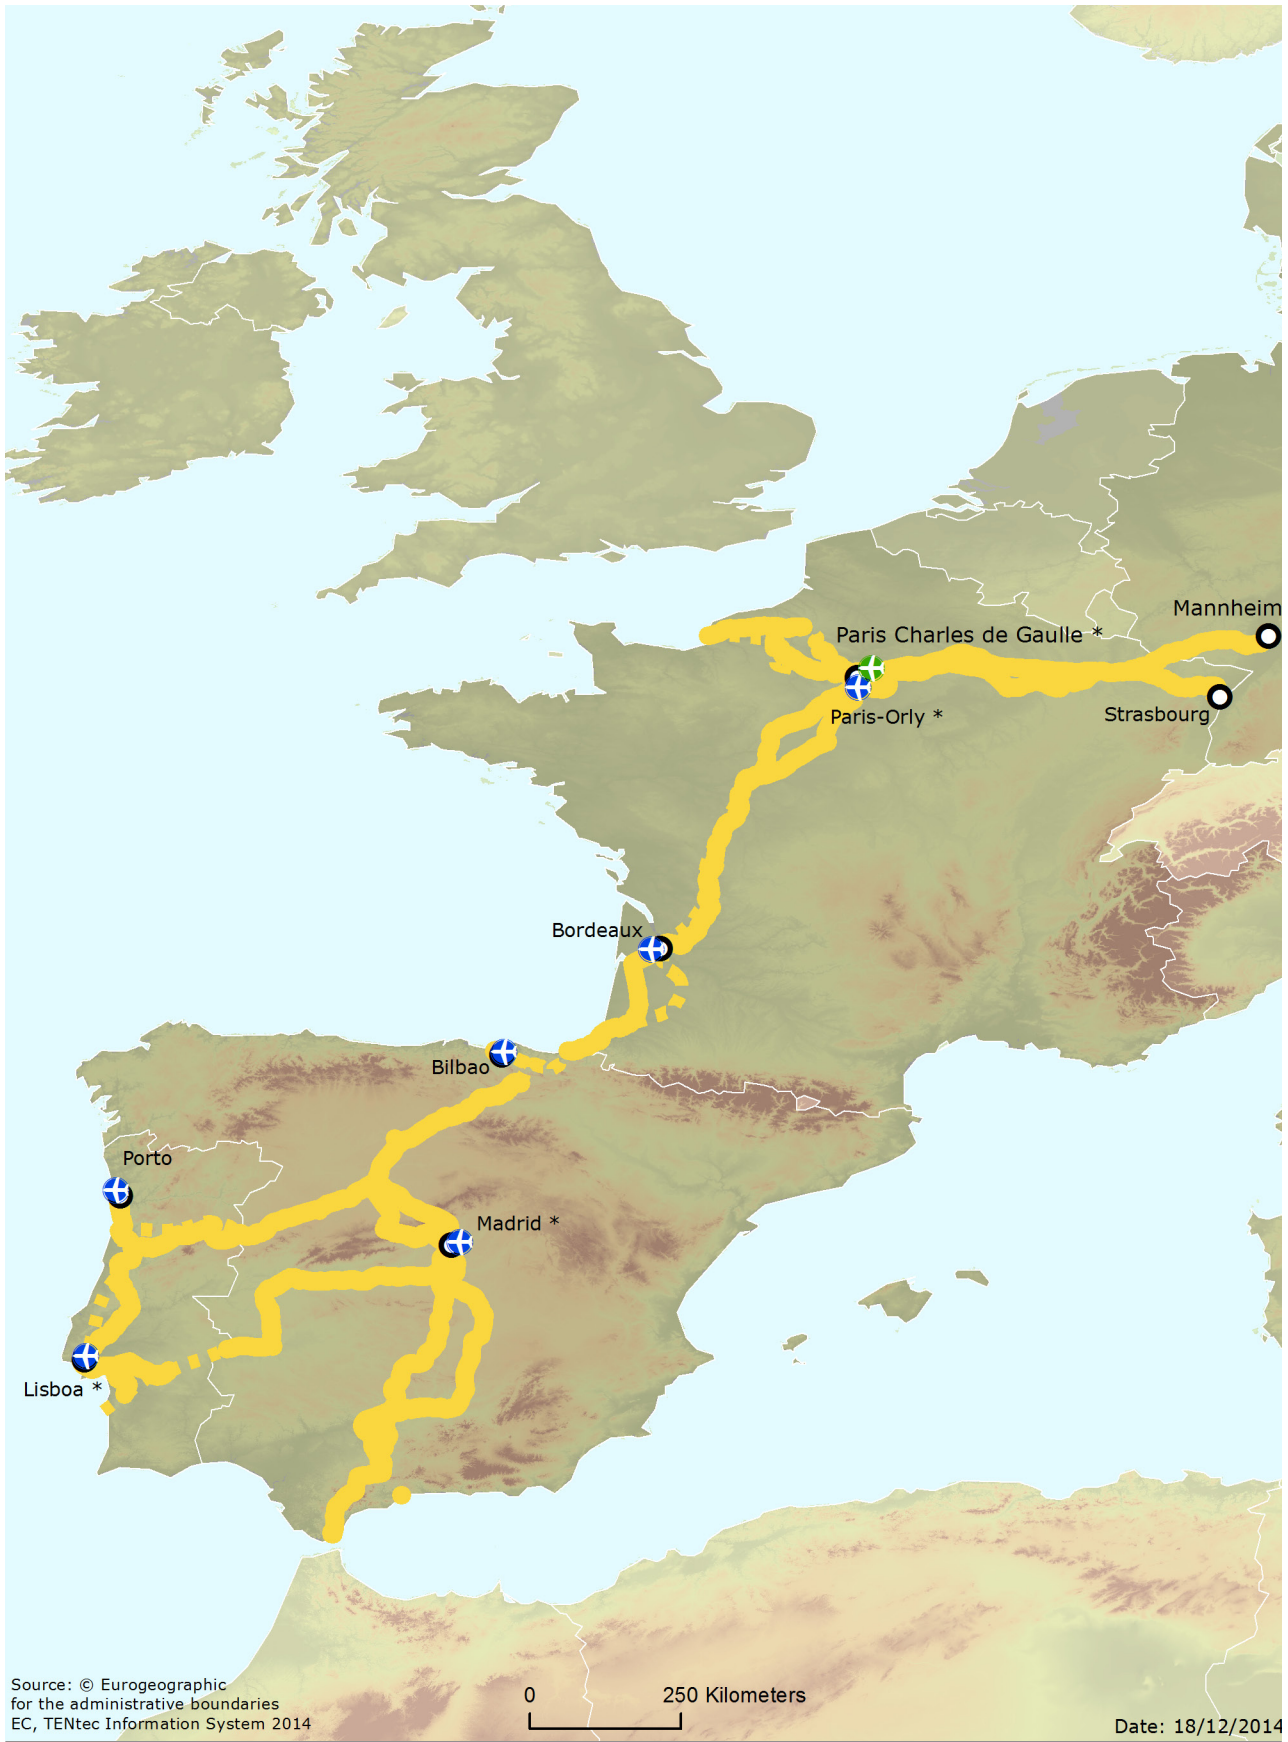 Mannheim
Paris Charles de Gaulle *
Strasbourg
Paris-Orly *
Bordeaux
Bilbao
Porto
Madrid *
Lisboa *
Source: © Eurogeographic
for the administrative boundaries
EC, TENtec Information System 2014
0 250 Kilometers
Date: 18/12/2014